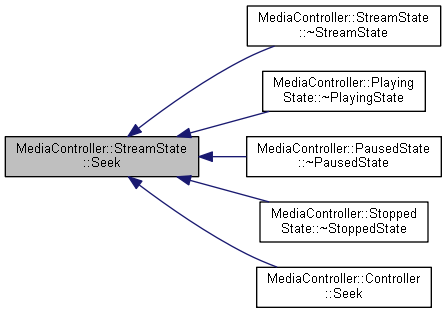 MediaController::StreamState
::~StreamState
MediaController::Playing
State::~PlayingState
MediaController::StreamState
::Seek
MediaController::PausedState
::~PausedState
MediaController::Stopped
State::~StoppedState
MediaController::Controller
::Seek